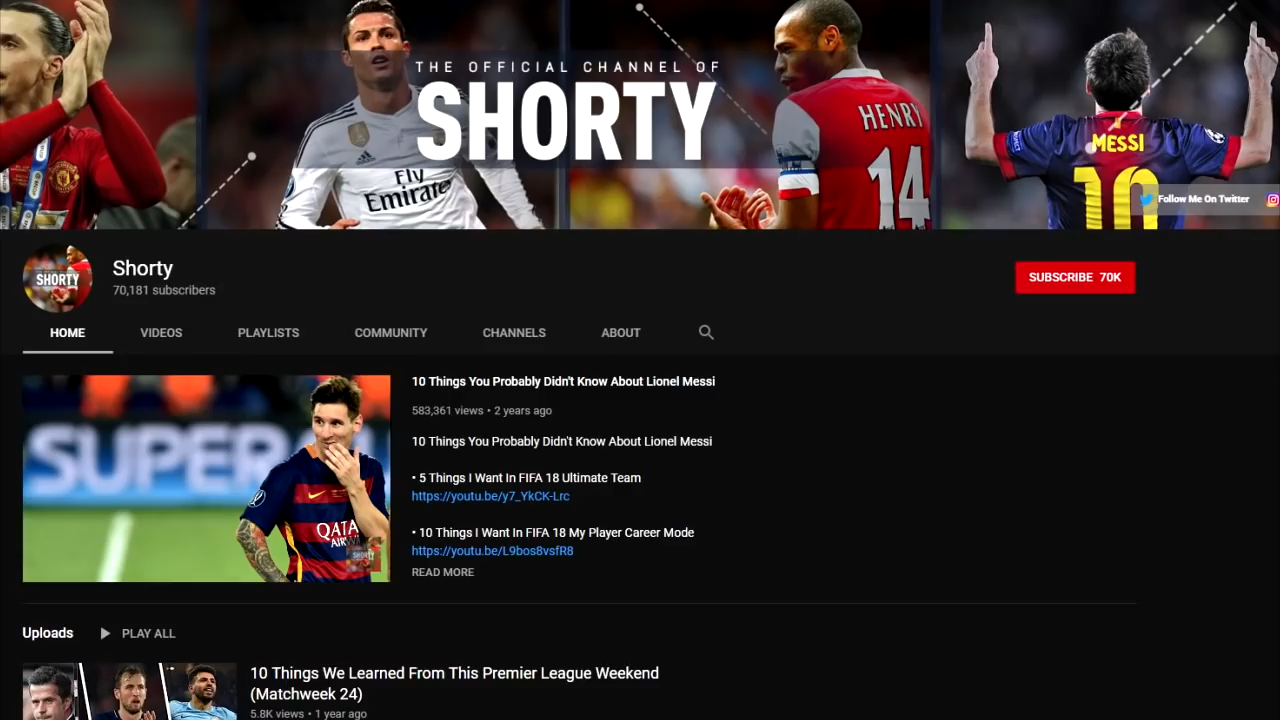 THE OFFICIAL CHANNEL OF
SHORTY
Fly
Emirates
HENRY
14
MESSI
10
Follow Me On Twitter
SHORTY
Shorty
70,181 subscribers
SUBSCRIBE 70K
HOME VIDEOS PLAYLISTS COMMUNITY CHANNELS ABOUT
SUPER
QATAR
AIRWAYS
SHORTY
10 Things You Probably Didn't Know About Lionel Messi
583,361 views • 2 years ago
10 Things You Probably Didn't Know About Lionel Messi
• 5 Things I Want In FIFA 18 Ultimate Team
https://youtu.be/y7_YkCK-Lrc
• 10 Things I Want In FIFA 18 My Player Career Mode
https://youtu.be/L9bos8vsfR8
READ MORE
Uploads PLAY ALL
10 Things We Learned From This Premier League Weekend
(Matchweek 24)
5.8K views • 1 year ago